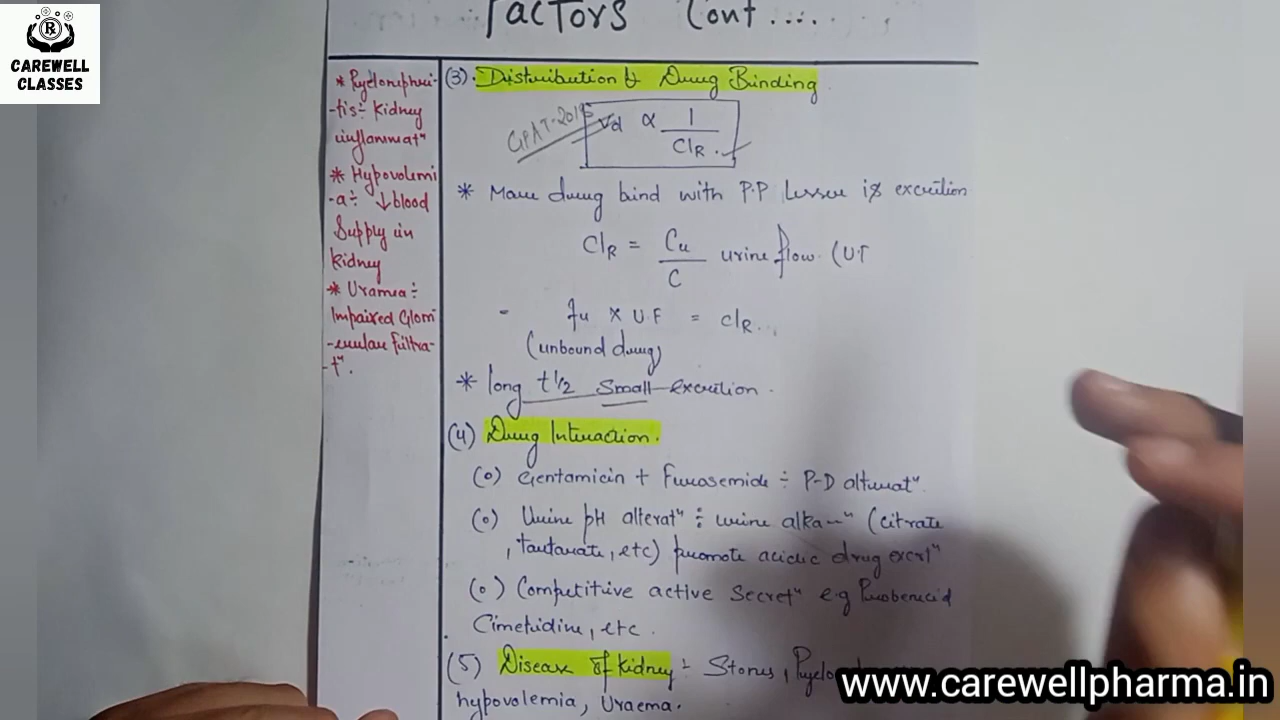 Factors Cont ....
CAREWELL
CLASSES
* Pyelonephri-
-tis÷ kidney
inflammatⁿ
* Hypovolemi
-a÷ ↓blood
Supply in
kidney
* Uramea÷
Impaired Glom
-erular filtra-
-tⁿ.
(3). Distribution & Drug Binding
GPAT-2019
Vd ∝ 1/ClR.
* More drug bind with P.P Lesser is excretion
ClR = Cu/C urine flow. (UF
- fu × U.F = ClR..
(unbound drug)
* long t1/2 Small excretion.
(4) Drug Interaction.
(o) Gentamicin + Furosemide ÷ P-D alteratⁿ.
(o) Urine pH alteratⁿ ÷ urine (citrate
, tartarate, etc) promote acidic drug excrtⁿ
(o) Competitive active Secretⁿ e.g Probenecid
Cimetidine, etc.
(5) Disease of kidney ÷ Stones,
hypovolemia, Uraema.
www.carewellpharma.in